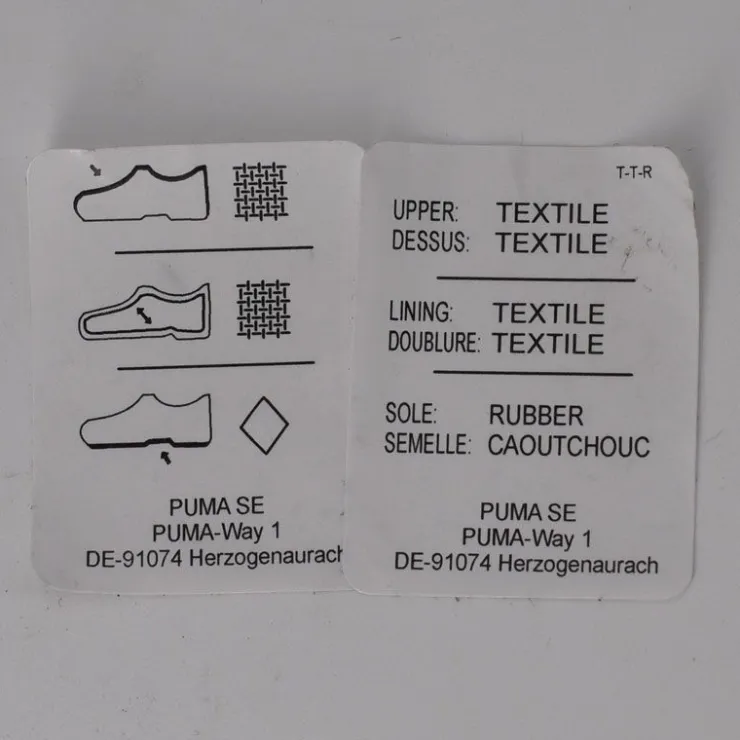 PUMA SE
PUMA-Way 1
DE-91074 Herzogenaurach
T-T-R
UPPER: TEXTILE
DESSUS: TEXTILE
LINING: TEXTILE
DOUBLURE: TEXTILE
SOLE: RUBBER
SEMELLE: CAOUTCHOUC
PUMA SE
PUMA-Way 1
DE-91074 Herzogenaurach